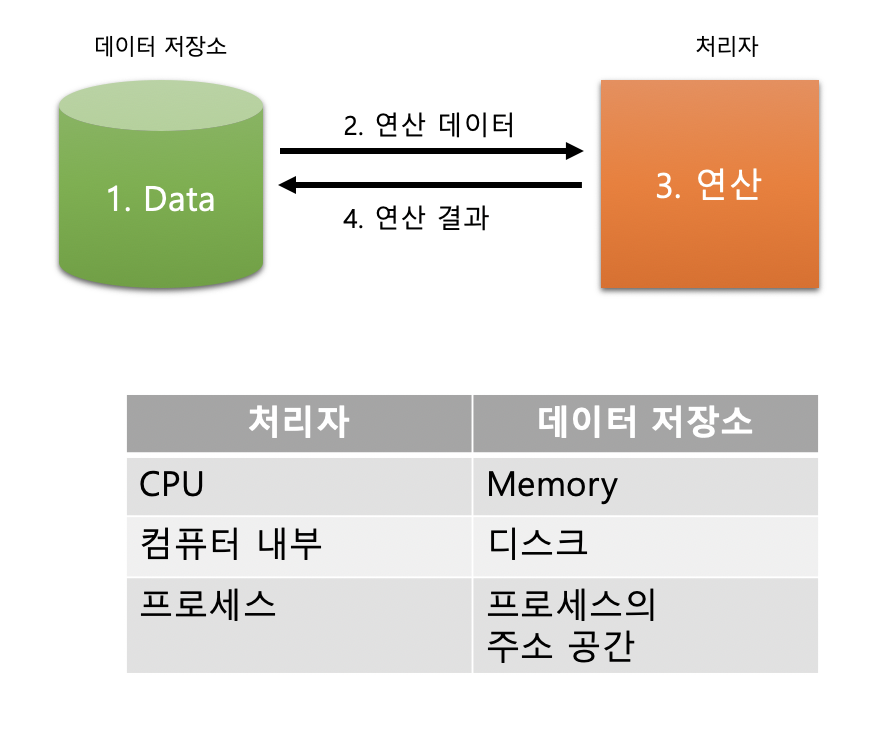 데이터 저장소
처리자
2. 연산 데이터
1. Data
3. 연산
4. 연산 결과
처리자 데이터 저장소
CPU Memory
컴퓨터 내부 디스크
프로세스 프로세스의
주소 공간